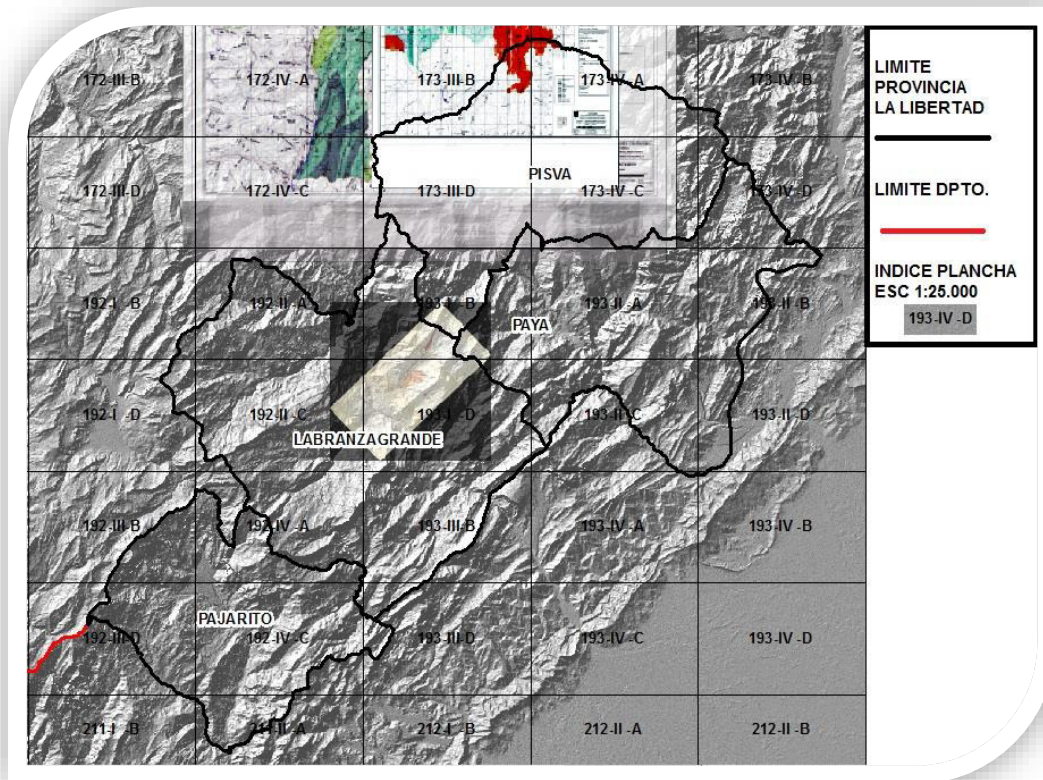 172-III-B 172-IV -A 173-III-B 173-IV-A 173-IV-B
PISVA
172-III-D 172-IV-C 173-III-D 173-IV-C 173-IV-D
192-I -B 192-II-A 193-I -B 193-II-A 193-II-B
PAYA
192-I -D 192-II-C 193-I -D 193-II-C 193-II-D
LABRANZAGRANDE
192-III-B 192-IV-A 193-III-B 193-IV-A 193-IV-B
PAJARITO
192-III-D 192-IV-C 193-III-D 193-IV-C 193-IV-D
211-I -B 211-II-A 212-I -B 212-II-A 212-II-B
LIMITE
PROVINCIA
LA LIBERTAD
LIMITE DPTO.
INDICE PLANCHA
ESC 1:25.000
193-IV -D